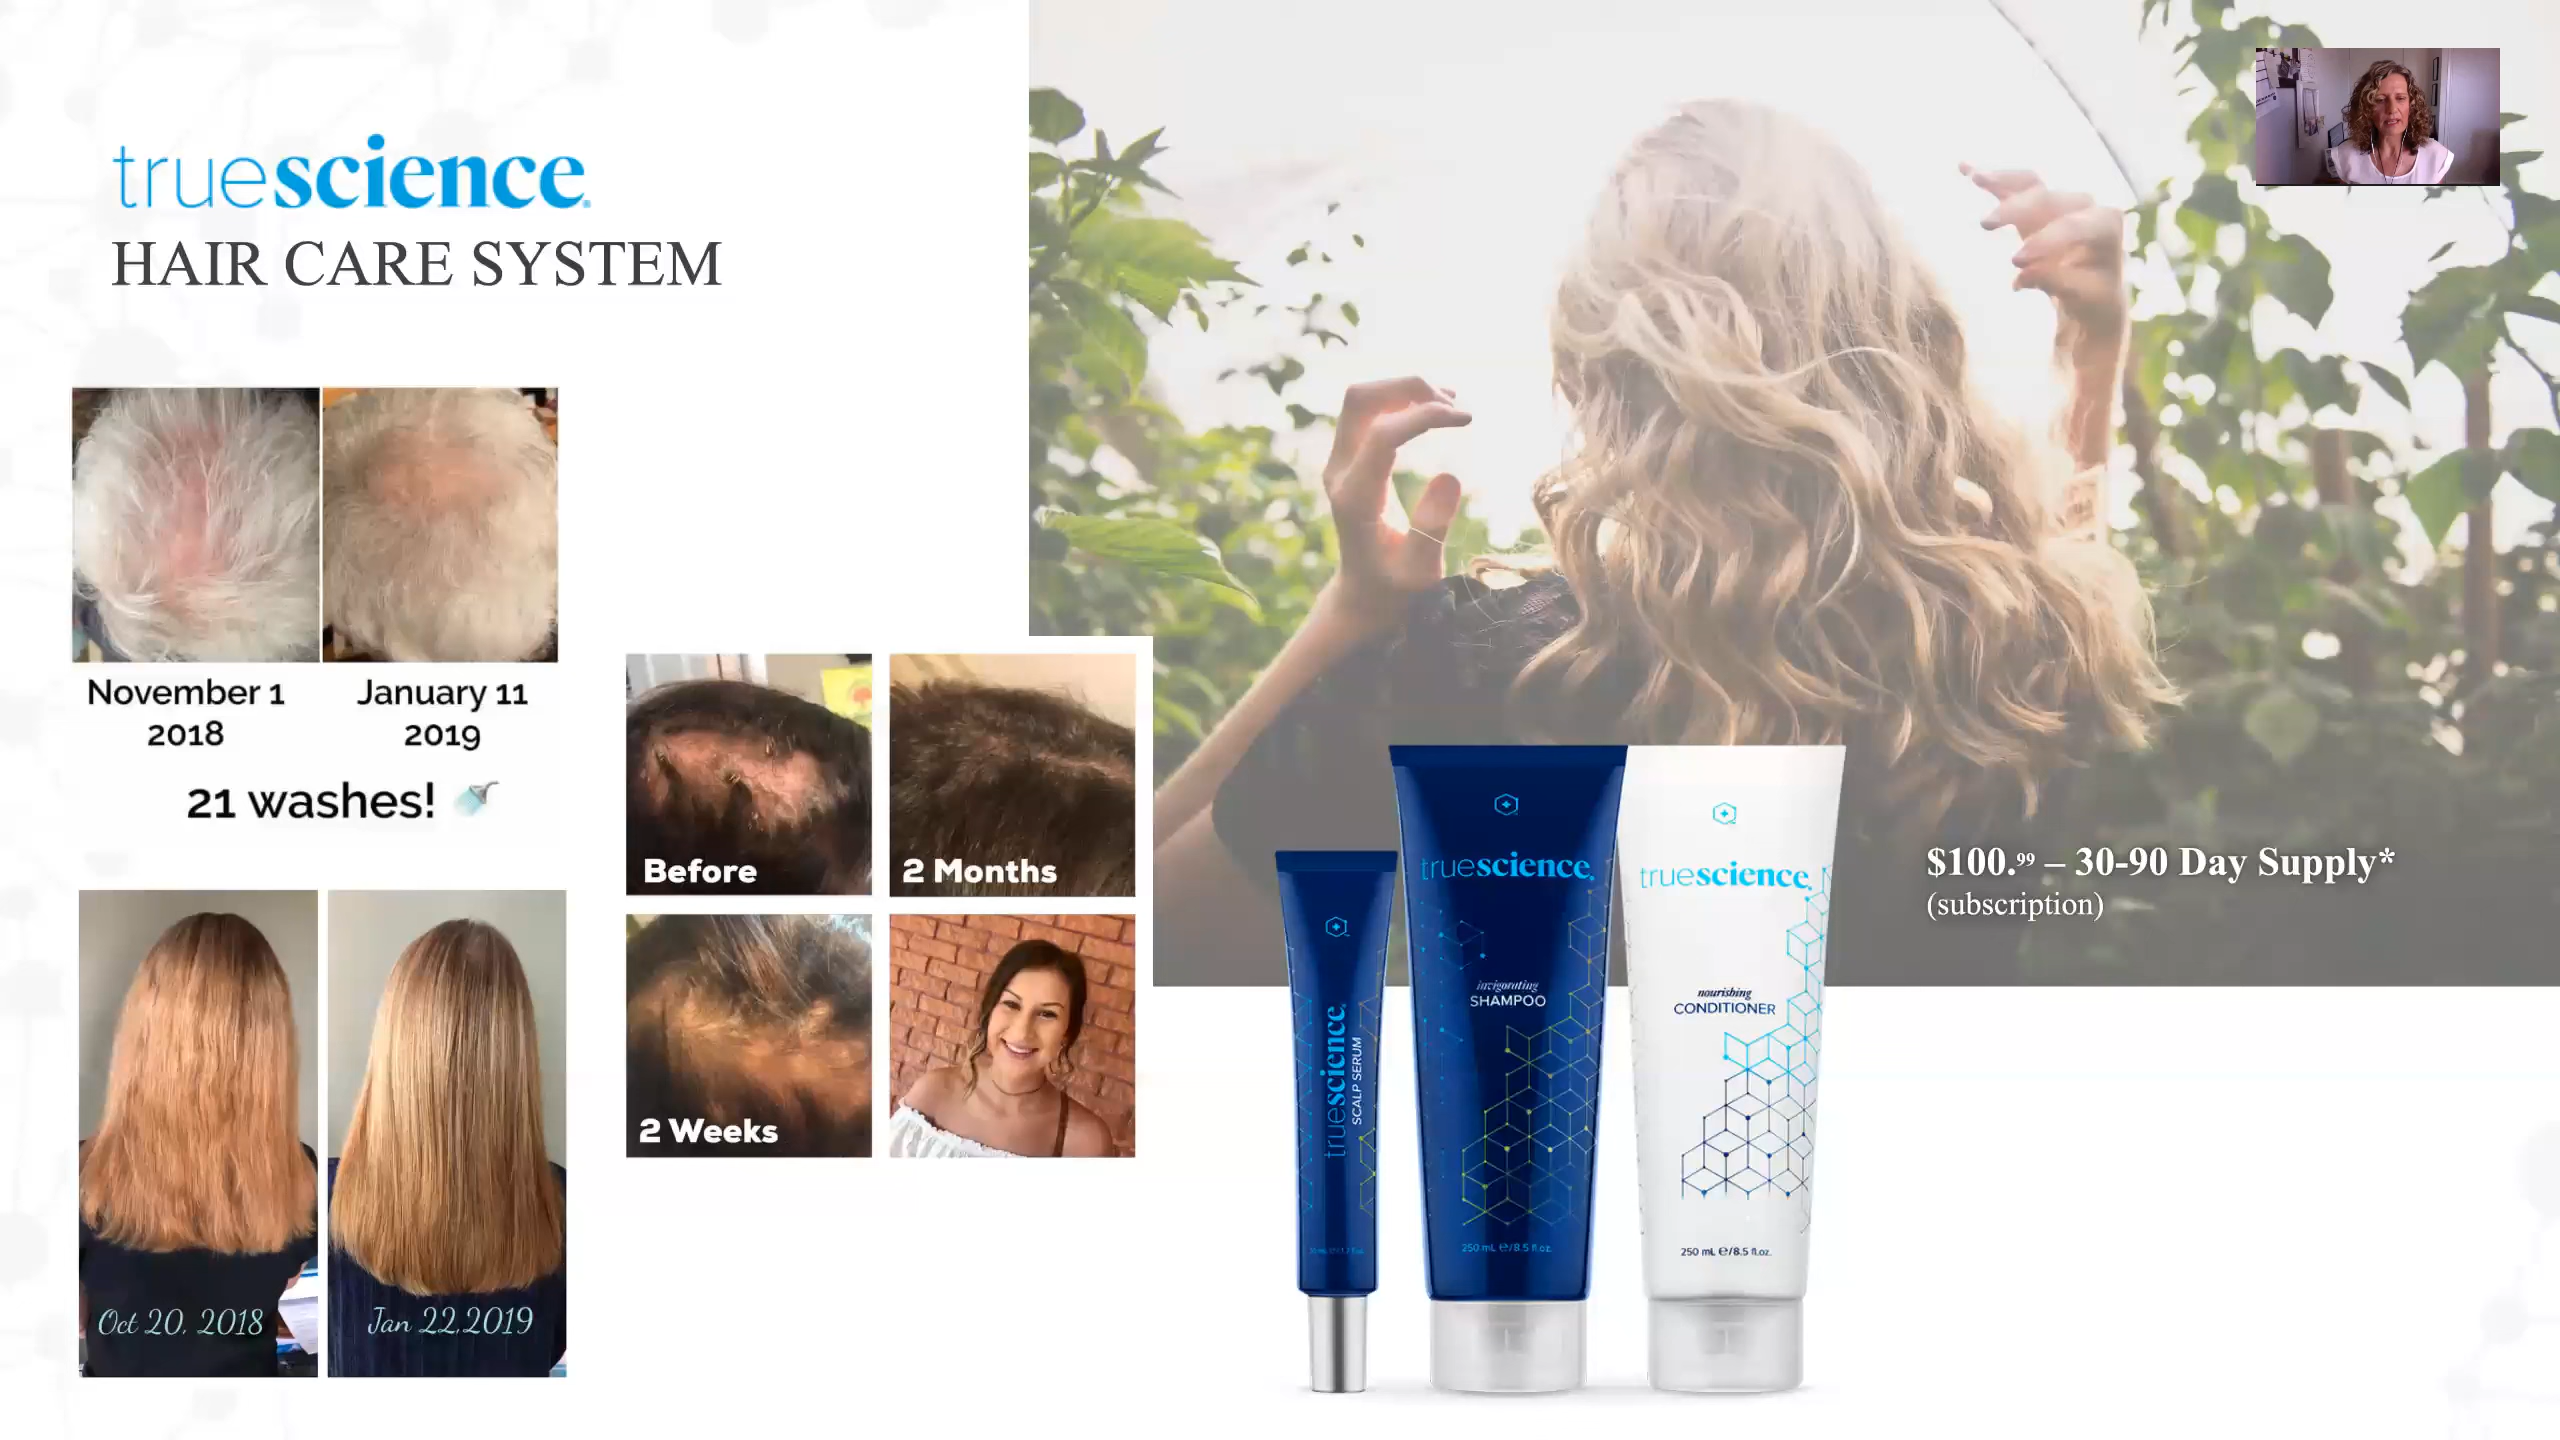 truescience.
HAIR CARE SYSTEM
November 1
2018
January 11
2019
21 washes!
Before
2 Months
2 Weeks
Oct 20, 2018
Jan 22,2019
truescience.
SCALP SERUM
truescience.
invigorating
SHAMPOO
250 mL ℮/8.5 fl.oz.
truescience.
nourishing
CONDITIONER
250 mL ℮/8.5 fl.oz.
$100.99 – 30-90 Day Supply*
(subscription)